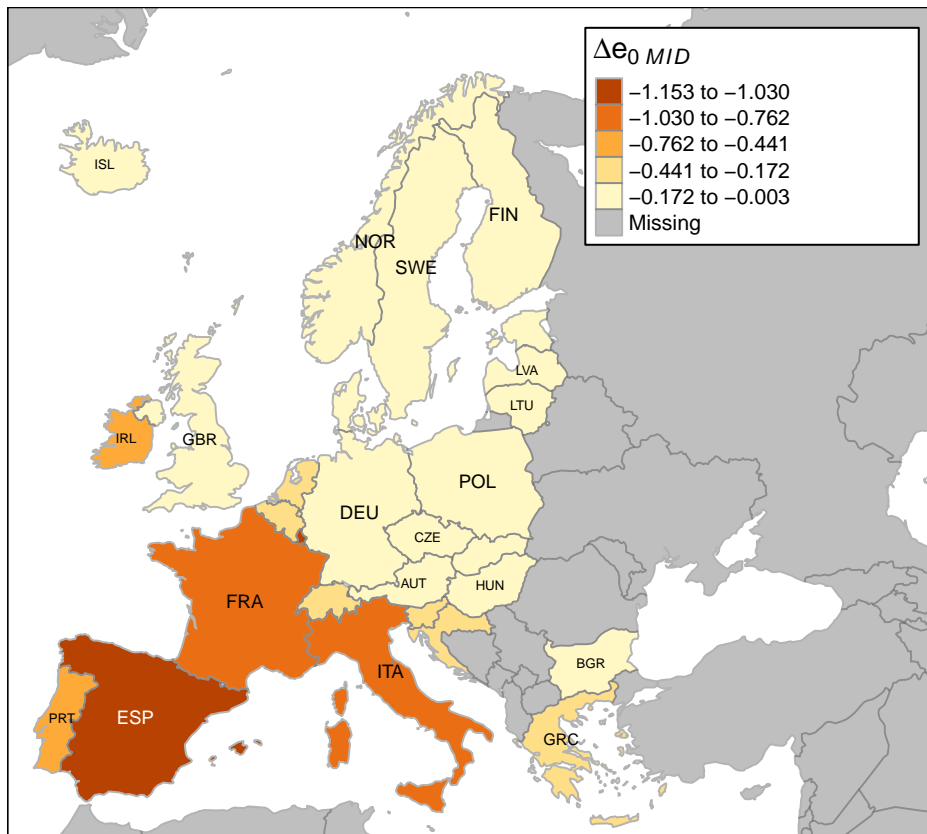 Δe₀ MID
−1.153 to −1.030
−1.030 to −0.762
−0.762 to −0.441
−0.441 to −0.172
−0.172 to −0.003
Missing
ISL
FIN
NOR
SWE
LVA
LTU
IRL
GBR
POL
DEU
CZE
AUT
HUN
FRA
BGR
ITA
PRT
ESP
GRC